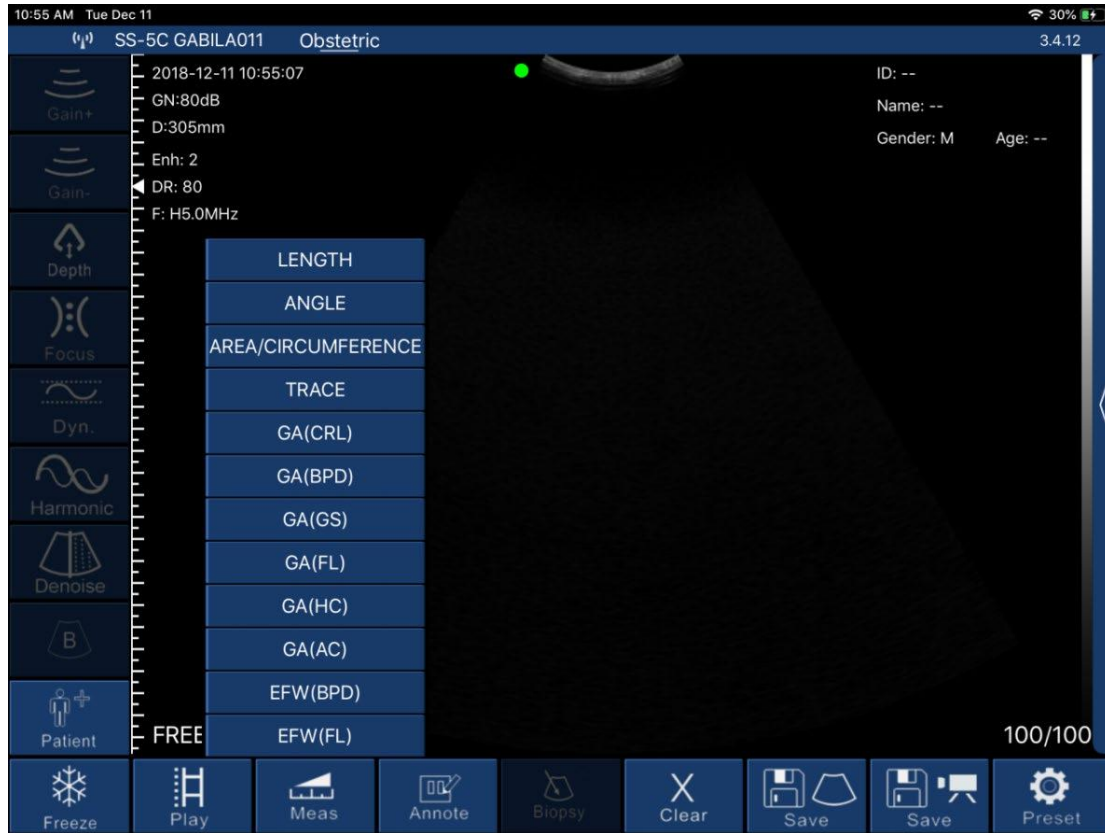 10:55 AM Tue Dec 11
30%
SS-5C GABILA011 Obstetric 3.4.12
2018-12-11 10:55:07
GN:80dB
D:305mm
Enh: 2
DR: 80
F: H5.0MHz
ID: --
Name: --
Gender: M Age: --
Gain+
Gain-
Depth
Focus
Dyn.
Harmonic
Denoise
B
Patient
LENGTH
ANGLE
AREA/CIRCUMFERENCE
TRACE
GA(CRL)
GA(BPD)
GA(GS)
GA(FL)
GA(HC)
GA(AC)
EFW(BPD)
EFW(FL)
FREE
100/100
Freeze
Play
Meas
Annote
Biopsy
X
Clear
Save
Save
Preset